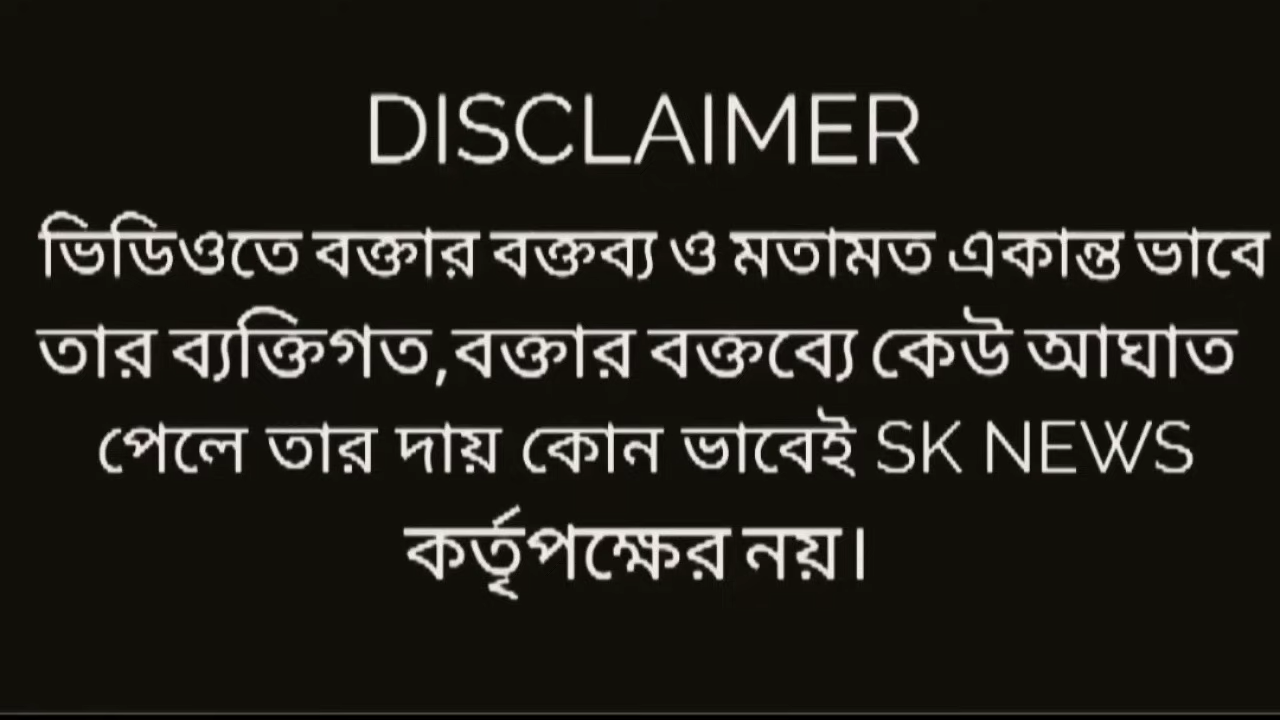 DISCLAIMER
ভিডিওতে বক্তার বক্তব্য ও মতামত একান্ত ভাবে
তার ব্যক্তিগত,বক্তার বক্তব্যে কেউ আঘাত
পেলে তার দায় কোন ভাবেই SK NEWS
কর্তৃপক্ষের নয়।